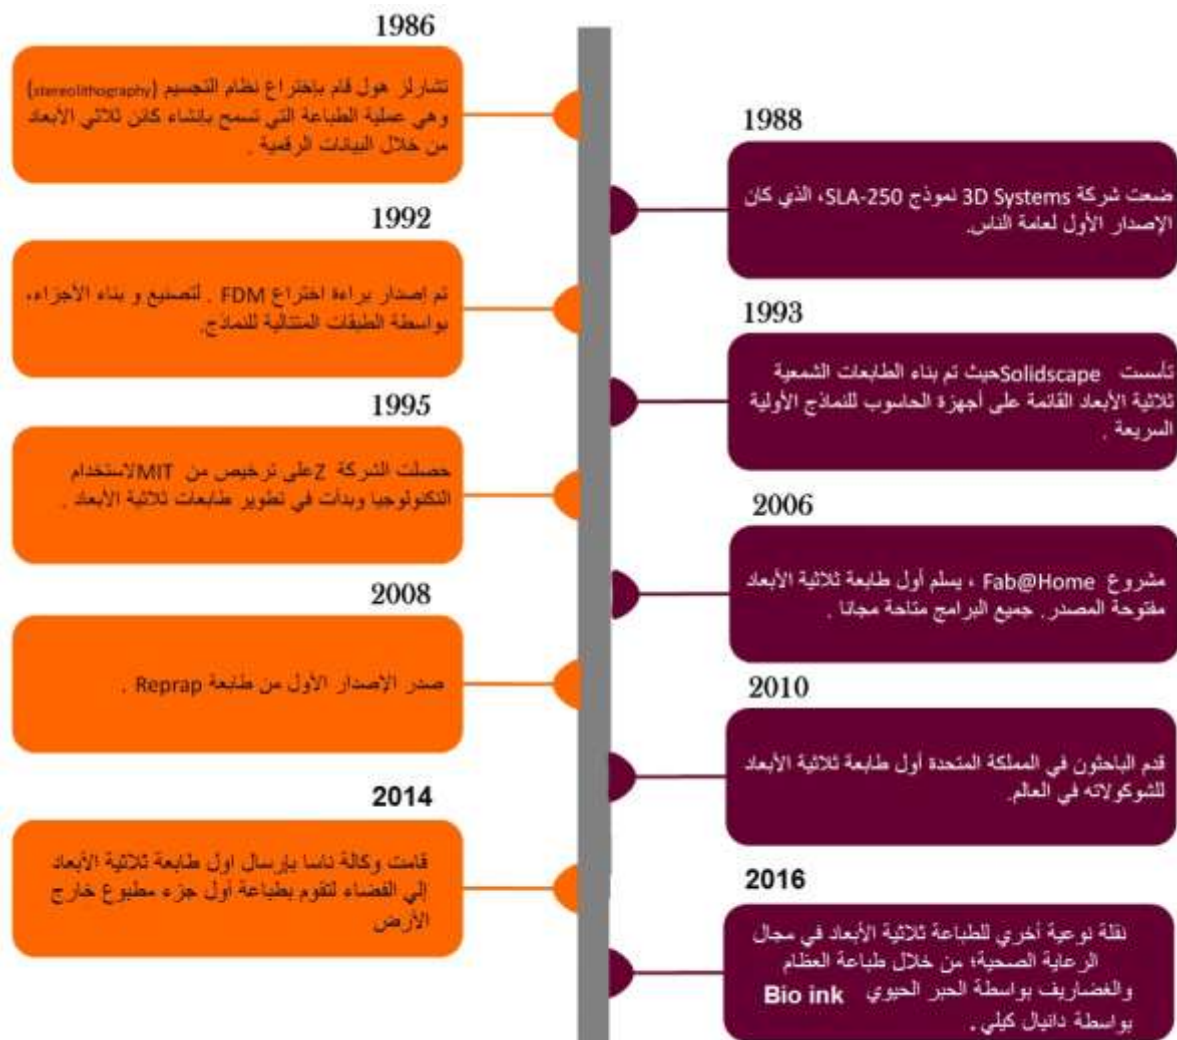 1986
تشارلز هول قام بإختراع نظام التجسيم (stereolithography)
وهي عملية الطباعة التي تسمح بإنشاء كائن ثلاثي الأبعاد
من خلال البيانات الرقمية .
1988
ضعت شركة 3D Systems نموذج SLA-250، الذي كان
الإصدار الأول لعامة الناس.
1992
تم إصدار براءة اختراع FDM . لتصنيع و بناء الأجزاء،
بواسطة الطبقات المتتالية للنماذج.
1993
تأسست Solidscapeحيث تم بناء الطابعات الشمعية
ثلاثية الأبعاد القائمة على أجهزة الحاسوب للنماذج الأولية
السريعة .
1995
حصلت الشركة Zعلى ترخيص من MITلاستخدام
التكنولوجيا وبدأت في تطوير طابعات ثلاثية الأبعاد .
2006
مشروع Fab@Home ، يسلم أول طابعة ثلاثية الأبعاد
مفتوحة المصدر. جميع البرامج متاحة مجانا .
2008
صدر الإصدار الأول من طابعة Reprap .
2010
قدم الباحثون في المملكة المتحدة أول طابعة ثلاثية الأبعاد
للشوكولاته في العالم.
2014
قامت وكالة ناسا بإرسال اول طابعة ثلاثية الأبعاد
إلي الفضاء لتقوم بطباعة أول جزء مطبوع خارج
الأرض
2016
نقلة نوعية أخري للطباعة ثلاثية الأبعاد في مجال
الرعاية الصحية؛ من خلال طباعة العظام
والغضاريف بواسطة الحبر الحيوي Bio ink
بواسطة دانيال كيلي .